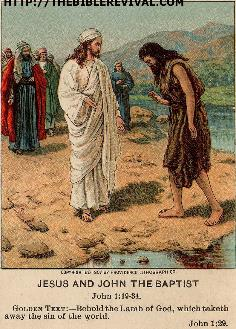 HTTP://THEBIBLEREVIVAL.COM
JESUS AND JOHN THE BAPTIST
John 1:19-34.
GOLDEN TEXT:—Behold the Lamb of God, which taketh
away the sin of the world.
John 1:29.